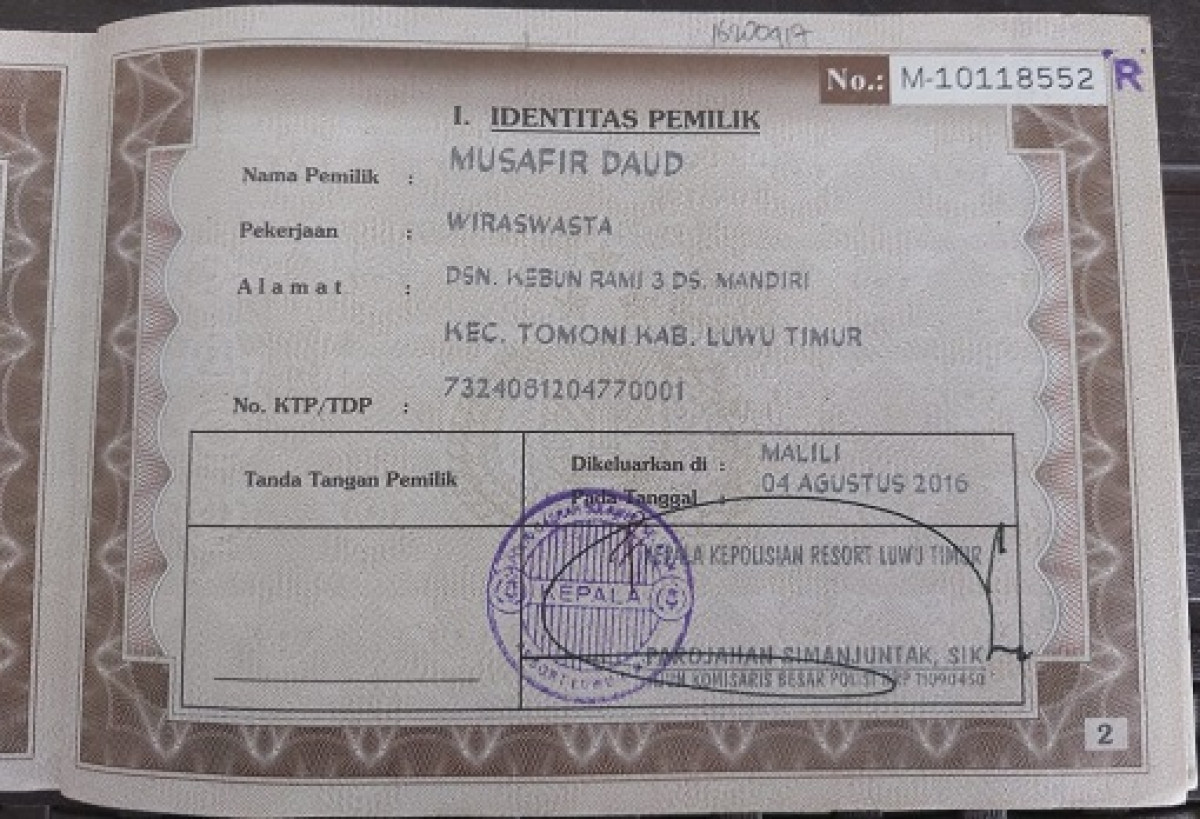 16200917
No.: M-10118552 R
I. IDENTITAS PEMILIK
Nama Pemilik : MUSAFIR DAUD
Pekerjaan : WIRASWASTA
Alamat : DSN. KEBUN RAMI 3 DS. MANDIRI
KEC. TOMONI KAB. LUWU TIMUR
No. KTP/TDP : 7324081204770001
Tanda Tangan Pemilik
Dikeluarkan di : MALILI
Pada Tanggal : 04 AGUSTUS 2016
KEPALA KEPOLISIAN RESORT LUWU TIMUR
KEPALA
PAROJAHAN SIMANJUNTAK, SIK
KOMISARIS BESAR POLISI NRP 71090450
2